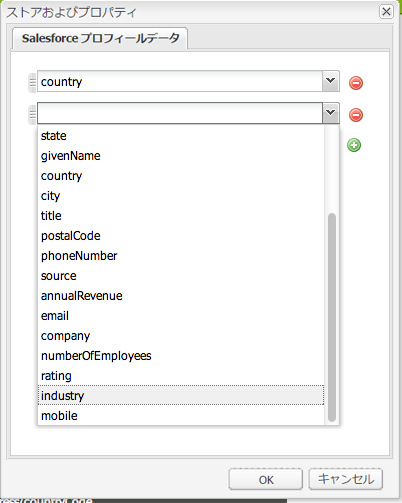 ストアおよびプロパティ
Salesforce プロフィールデータ
country
state
givenName
country
city
title
postalCode
phoneNumber
source
annualRevenue
email
company
numberOfEmployees
rating
industry
mobile
OK
キャンセル